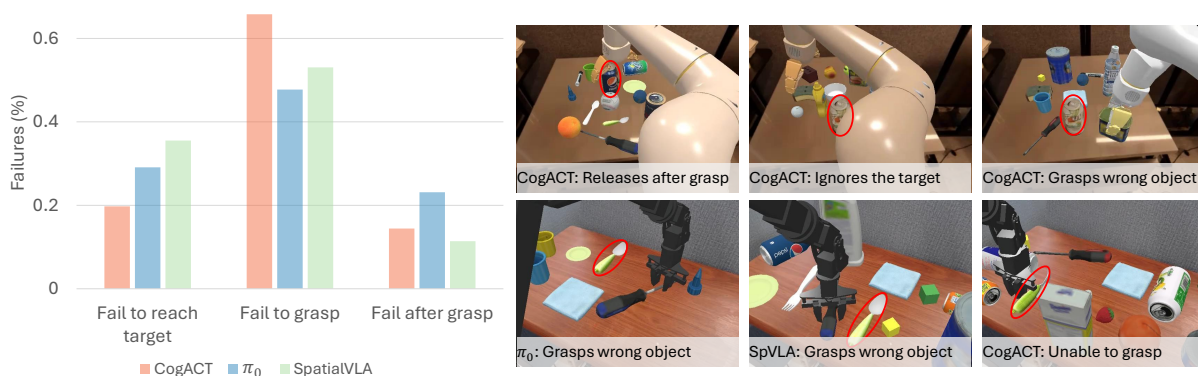 Failures (%)
0.6
0.4
0.2
0
Fail to reach
target
Fail to grasp
Fail after grasp
CogACT
π₀
SpatialVLA
CogACT: Releases after grasp
CogACT: Ignores the target
CogACT: Grasps wrong object
pepsi
π₀: Grasps wrong object
SpVLA: Grasps wrong object
CogACT: Unable to grasp